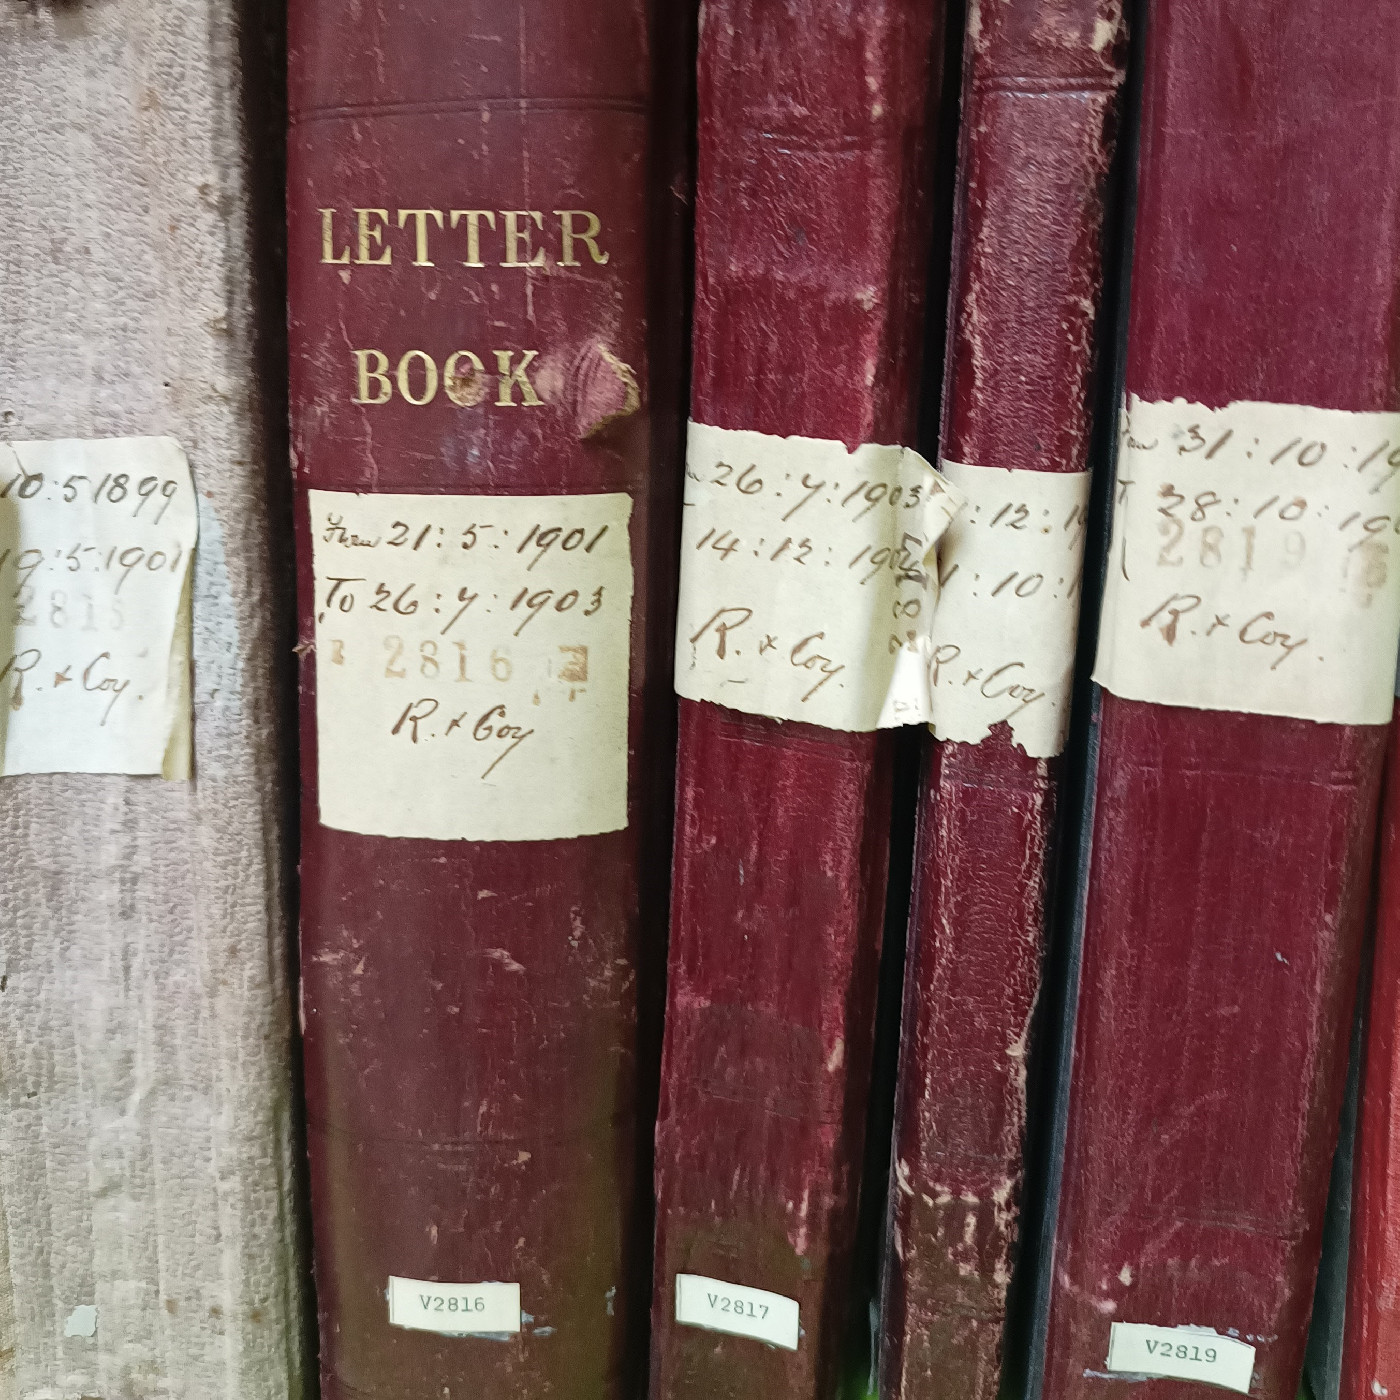 10:5 1899
19:5:1901
2815
R. & Coy.
LETTER
BOOK
From 21:5:1901
To 26:7:1903
2816
R. & Coy
V2816
26:7:1903
14:12:190
R. & Coy.
V2817
:12:19
:10:1
R. & Coy.
31:10:19
28:10:19
2819
R. & Coy.
V2819